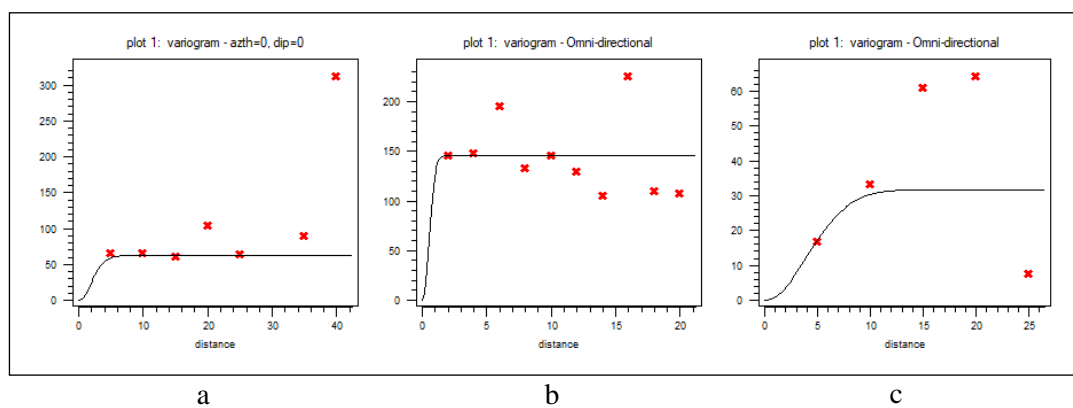 plot 1: variogram - azth=0, dip=0
300
250
200
150
100
50
0
0 10 20 30 40
distance
a
plot 1: variogram - Omni-directional
200
150
100
50
0
0 5 10 15 20
distance
b
plot 1: variogram - Omni-directional
60
50
40
30
20
10
0
0 5 10 15 20 25
distance
c